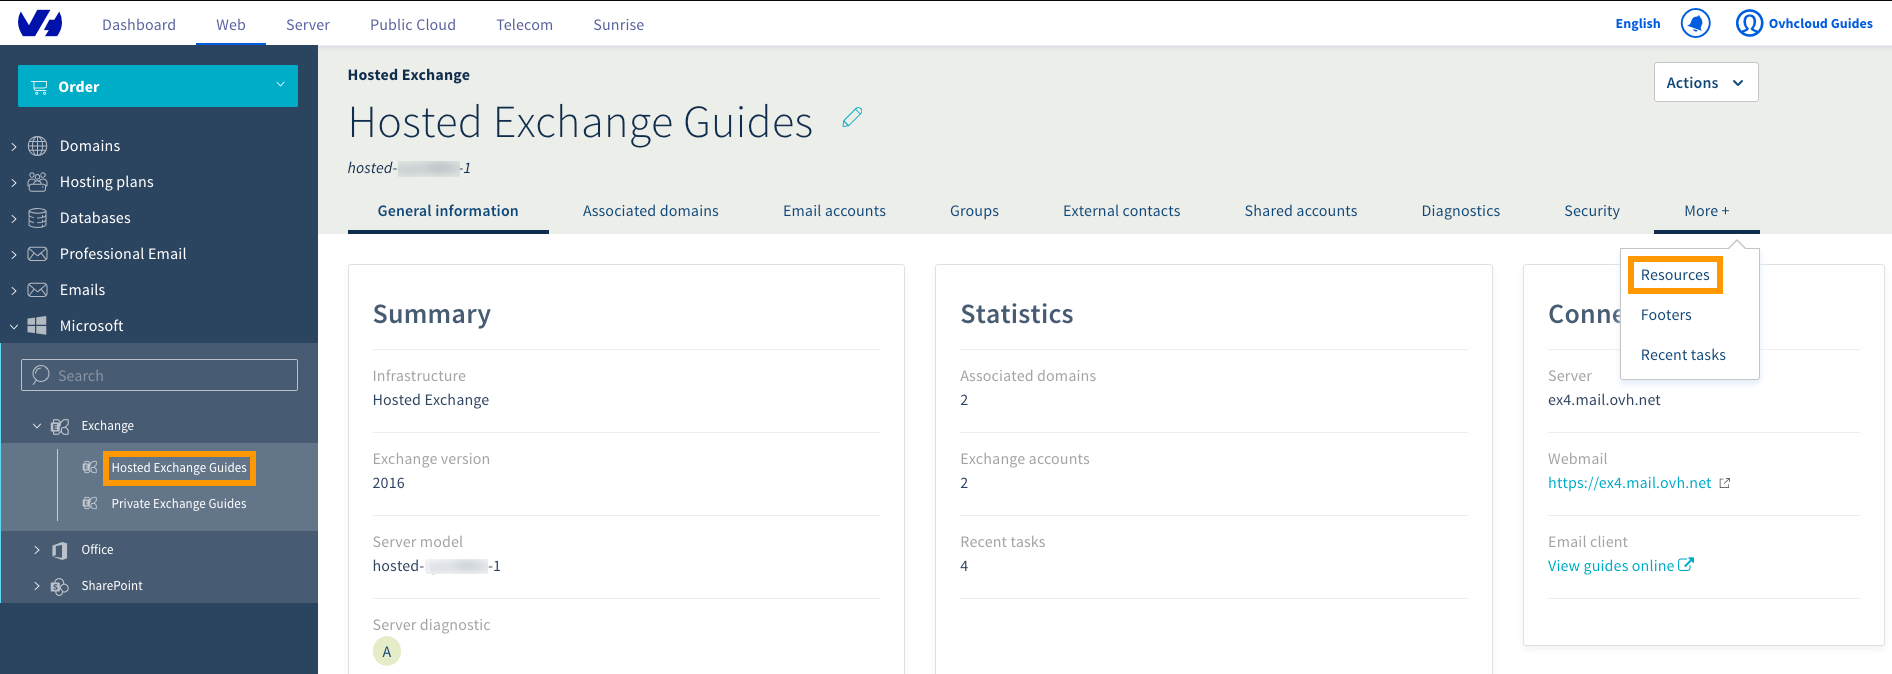 Dashboard Web Server Public Cloud Telecom Sunrise English Ovhcloud Guides
Order
Domains
Hosting plans
Databases
Professional Email
Emails
Microsoft
Search
Exchange
Hosted Exchange Guides
Private Exchange Guides
Office
SharePoint
Hosted Exchange
Actions
Hosted Exchange Guides
hosted- -1
General information Associated domains Email accounts Groups External contacts Shared accounts Diagnostics Security More +
Resources
Footers
Recent tasks
Summary
Infrastructure
Hosted Exchange
Exchange version
2016
Server model
hosted- -1
Server diagnostic
A
Statistics
Associated domains
2
Exchange accounts
2
Recent tasks
4
Conne
Server
ex4.mail.ovh.net
Webmail
https://ex4.mail.ovh.net
Email client
View guides online